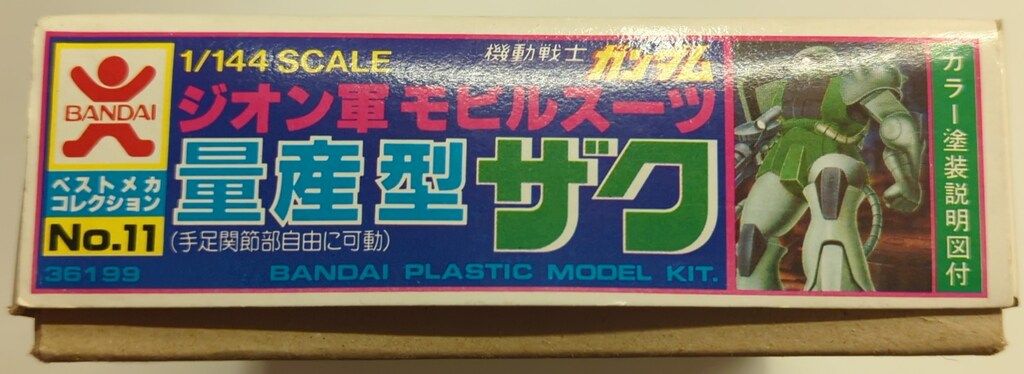 BANDAI
ベストメカ
コレクション
No.11
36199
1/144 SCALE
機動戦士 ガンダム
ジオン軍 モビルスーツ
量産型 ザク
(手足関節部自由に可動)
BANDAI PLASTIC MODEL KIT.
カラー塗装説明図付